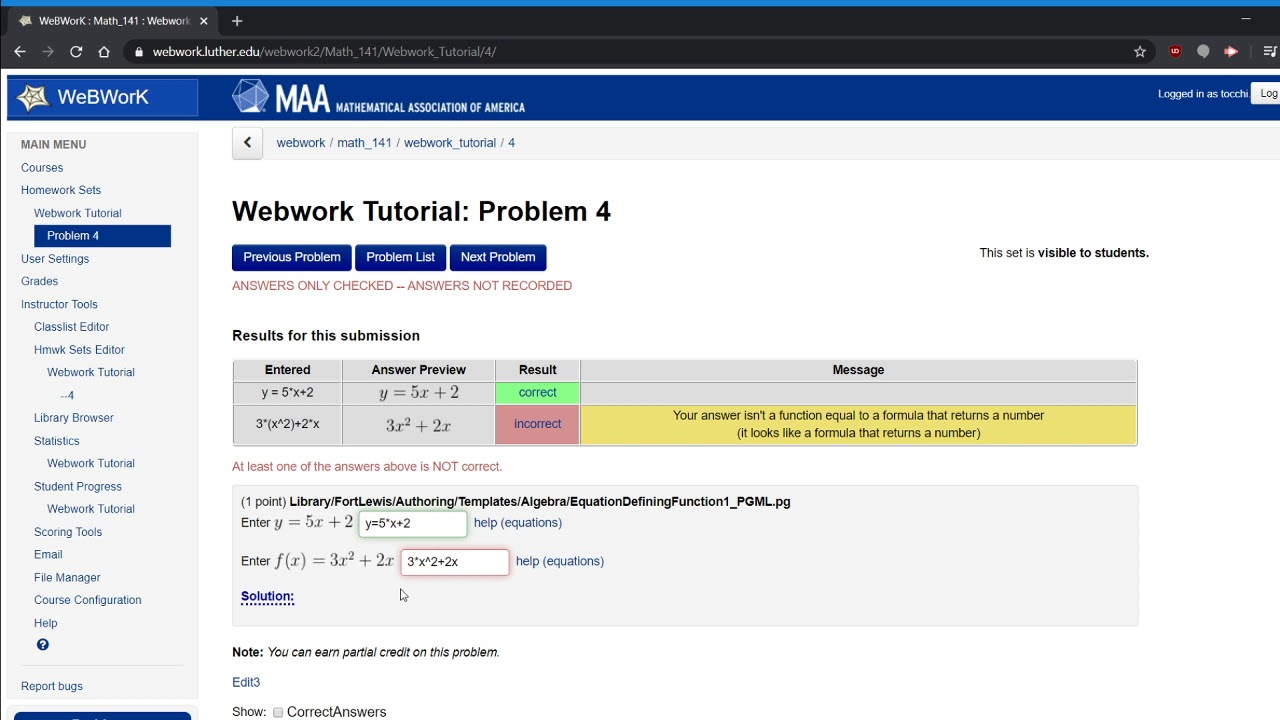 WeBWorK : Math_141 : Webwork
webwork.luther.edu/webwork2/Math_141/Webwork_Tutorial/4/
WeBWorK
MAA MATHEMATICAL ASSOCIATION OF AMERICA
Logged in as tocchi.
Log
MAIN MENU
Courses
Homework Sets
Webwork Tutorial
Problem 4
User Settings
Grades
Instructor Tools
Classlist Editor
Hmwk Sets Editor
Webwork Tutorial
--4
Library Browser
Statistics
Webwork Tutorial
Student Progress
Webwork Tutorial
Scoring Tools
Email
File Manager
Course Configuration
Help
?
Report bugs
webwork / math_141 / webwork_tutorial / 4
Webwork Tutorial: Problem 4
Previous Problem Problem List Next Problem
This set is visible to students.
ANSWERS ONLY CHECKED -- ANSWERS NOT RECORDED
Results for this submission
Entered Answer Preview Result Message
y = 5*x+2 y = 5x + 2 correct
3*(x^2)+2*x 3x² + 2x incorrect Your answer isn't a function equal to a formula that returns a number
(it looks like a formula that returns a number)
At least one of the answers above is NOT correct.
(1 point) Library/FortLewis/Authoring/Templates/Algebra/EquationDefiningFunction1_PGML.pg
Enter y = 5x + 2 y=5*x+2 help (equations)
Enter f(x) = 3x² + 2x 3*x^2+2x help (equations)
Solution:
Note: You can earn partial credit on this problem.
Edit3
Show: CorrectAnswers